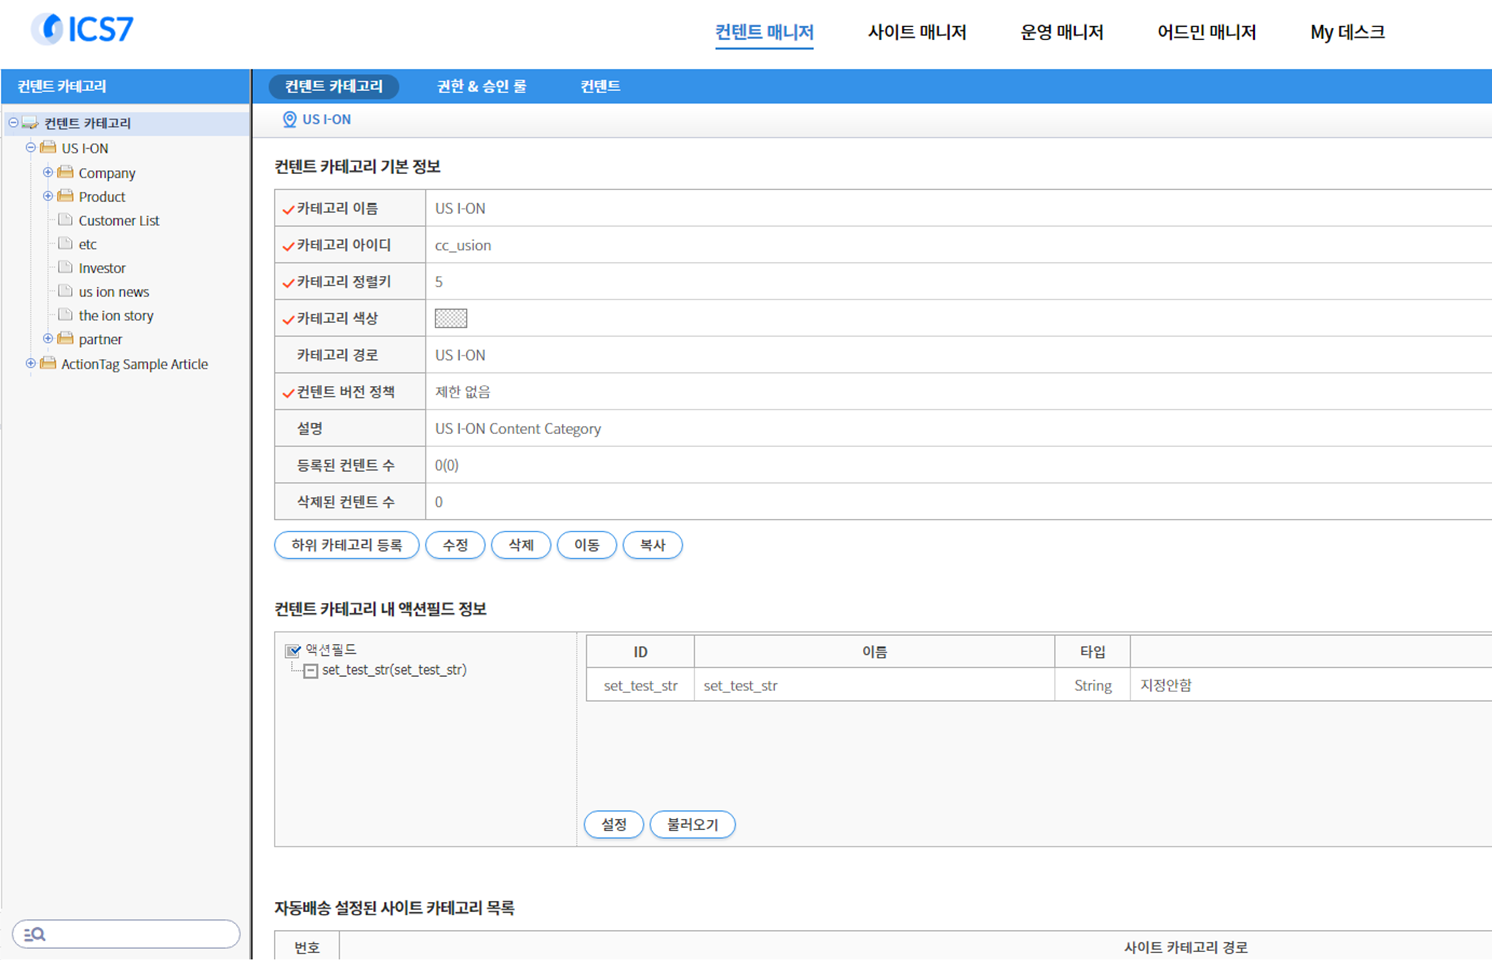 ICS7
컨텐트 매니저 사이트 매니저 운영 매니저 어드민 매니저 My 데스크
컨텐트 카테고리
컨텐트 카테고리 권한 & 승인 룰 컨텐트
컨텐트 카테고리
US I-ON
Company
Product
Customer List
etc
Investor
us ion news
the ion story
partner
ActionTag Sample Article
US I-ON
컨텐트 카테고리 기본 정보
카테고리 이름 US I-ON
카테고리 아이디 cc_usion
카테고리 정렬키 5
카테고리 색상
카테고리 경로 US I-ON
컨텐트 버전 정책 제한 없음
설명 US I-ON Content Category
등록된 컨텐트 수 0(0)
삭제된 컨텐트 수 0
하위 카테고리 등록 수정 삭제 이동 복사
컨텐트 카테고리 내 액션필드 정보
액션필드
set_test_str(set_test_str)
ID 이름 타입
set_test_str set_test_str String 지정안함
설정 불러오기
자동배송 설정된 사이트 카테고리 목록
번호 사이트 카테고리 경로